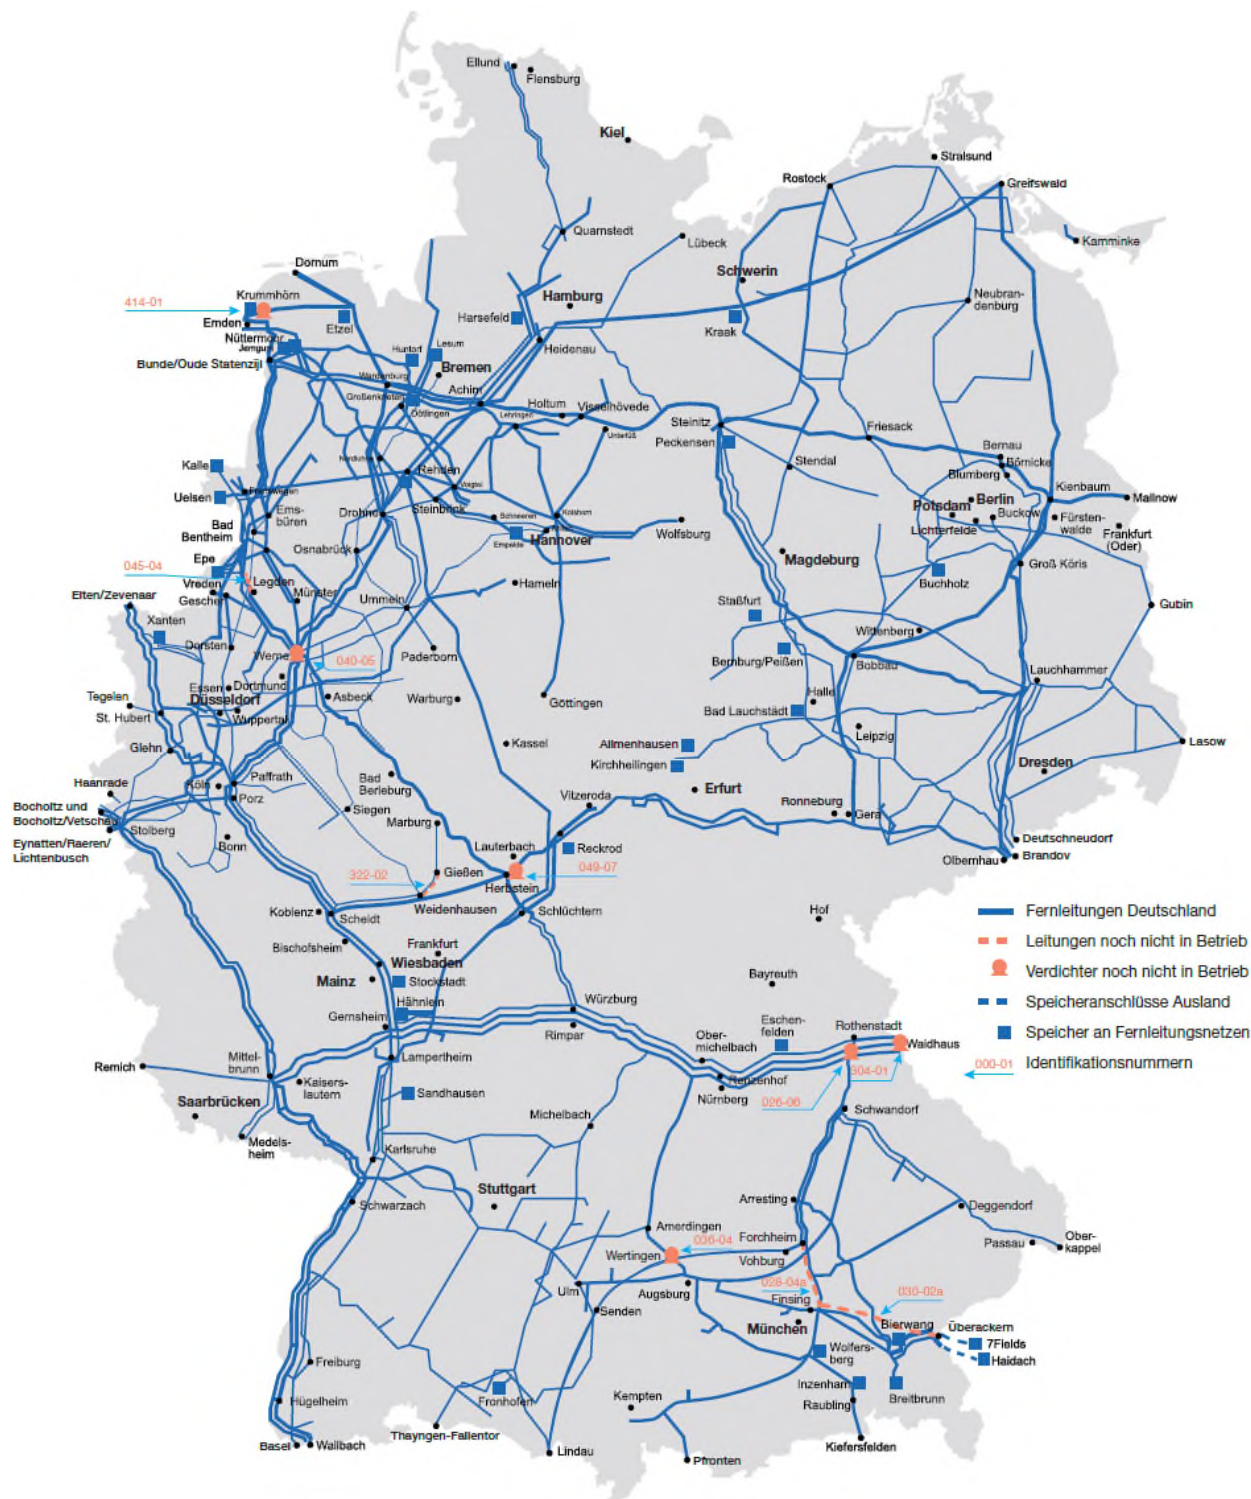 Ellund
Flensburg
Kiel
Stralsund
Rostock
Greifswald
Quarnstedt
Lübeck
Kamminke
Dornum
Schwerin
Krummhörn
414-01
Hamburg
Neubran-
denburg
Emden
Etzel
Harsefeld
Kraak
Nüttermoor
Jemgum
Huntorf
Lesum
Heidenau
Bunde/Oude Statenzijl
Bremen
Wardenburg
Achim
Großenkneten
Dötlingen
Holtum
Visselhövede
Lehringen
Steinitz
Friesack
Unterlüß
Peckensen
Bernau
Börnicke
Kalle
Rehden
Stendal
Blumberg
Uelsen
Frenswegen
Voigtei
Kienbaum
Mallnow
Berlin
Steinbrink
Potsdam
Ems-
büren
Drohne
Schneeren
Kolshorn
Buckow
Fürsten-
walde
Bad
Bentheim
Lichterfelde
Wolfsburg
Frankfurt
(Oder)
Hannover
Empelde
Osnabrück
Magdeburg
Epe
Groß Köris
045-04
Legden
Buchholz
Vreden
Hameln
Elten/Zevenaar
Gescher
Münster
Ummeln
Gubin
Staßfurt
Xanten
Wittenberg
Dorsten
Werne
040-05
Paderborn
Bernburg/Peißen
Bobbau
Lauchhammer
Essen
Dortmund
Halle
Tegelen
Düsseldorf
Asbeck
Warburg
Göttingen
Bad Lauchstädt
St. Hubert
Wuppertal
Leipzig
Glehn
Kassel
Allmenhausen
Lasow
Kirchheilingen
Dresden
Haanrade
Köln
Paffrath
Bad
Berleburg
Erfurt
Porz
Vitzeroda
Ronneburg
Gera
Bocholtz und
Bocholtz/Vetschau
Siegen
Marburg
Stolberg
Bonn
Lauterbach
Reckrod
Deutschneudorf
Eynatten/Raeren/
Lichtenbusch
Olbernhau
Brandov
322-02
Gießen
049-07
Herbstein
Koblenz
Scheidt
Weidenhausen
Schlüchtern
Hof
Fernleitungen Deutschland
Bischofsheim
Frankfurt
Leitungen noch nicht in Betrieb
Wiesbaden
Verdichter noch nicht in Betrieb
Mainz
Stockstadt
Bayreuth
Hähnlein
Würzburg
Speicheranschlüsse Ausland
Gernsheim
Eschen-
felden
Rimpar
Rothenstadt
Speicher an Fernleitungsnetzen
Ober-
michelbach
Waidhaus
Mittel-
brunn
Lampertheim
000-01
Identifikationsnummern
Remich
304-01
Kaisers-
lautern
Renzenhof
Sandhausen
Nürnberg
026-06
Saarbrücken
Michelbach
Schwandorf
Medels-
heim
Karlsruhe
Stuttgart
Schwarzach
Arresting
Deggendorf
Amerdingen
036-04
Forchheim
Passau
Ober-
kappel
Wertingen
Vohburg
028-04a
Ulm
Augsburg
Finsing
030-02a
Senden
München
Bierwang
Überackern
7Fields
Wolfers-
berg
Haidach
Freiburg
Inzenham
Fronhofen
Kempten
Breitbrunn
Hügelheim
Raubling
Thayngen-Fallentor
Basel
Wallbach
Lindau
Kiefersfelden
Pfronten